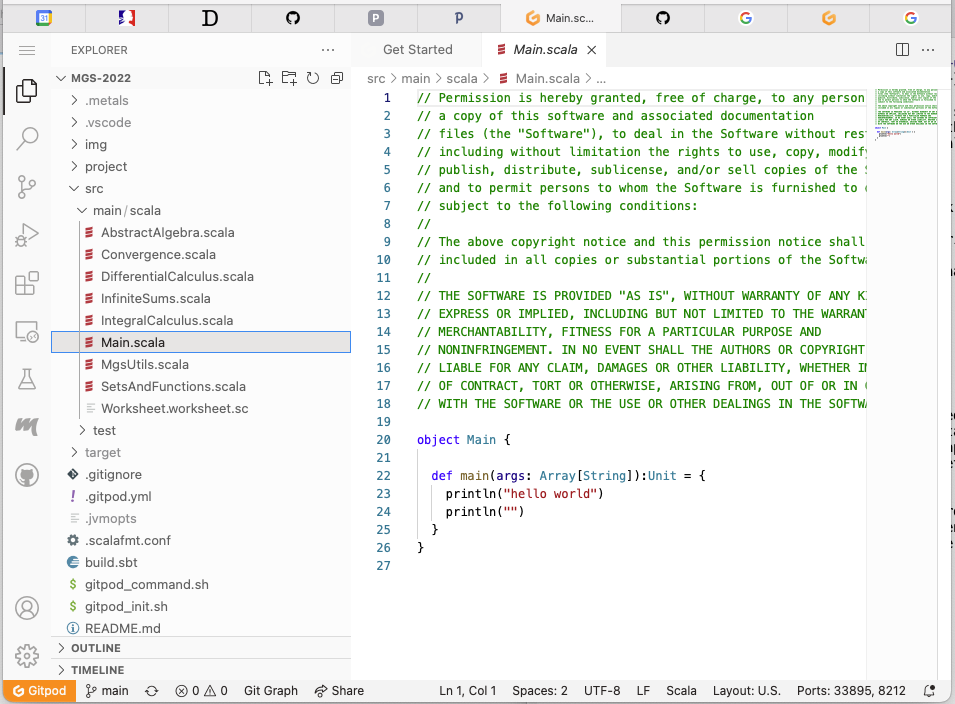 31
D
P
P
Main.sc...
EXPLORER
MGS-2022
.metals
.vscode
img
project
src
main/scala
AbstractAlgebra.scala
Convergence.scala
DifferentialCalculus.scala
InfiniteSums.scala
IntegralCalculus.scala
Main.scala
MgsUtils.scala
SetsAndFunctions.scala
Worksheet.worksheet.sc
test
target
.gitignore
.gitpod.yml
.jvmopts
.scalafmt.conf
build.sbt
gitpod_command.sh
gitpod_init.sh
README.md
OUTLINE
TIMELINE
Get Started
Main.scala
src > main > scala > Main.scala > ...
1 // Permission is hereby granted, free of charge, to any person
2 // a copy of this software and associated documentation
3 // files (the "Software"), to deal in the Software without res
4 // including without limitation the rights to use, copy, modify
5 // publish, distribute, sublicense, and/or sell copies of the S
6 // and to permit persons to whom the Software is furnished to
7 // subject to the following conditions:
8 //
9 // The above copyright notice and this permission notice shall
10 // included in all copies or substantial portions of the Softwa
11 //
12 // THE SOFTWARE IS PROVIDED "AS IS", WITHOUT WARRANTY OF ANY K
13 // EXPRESS OR IMPLIED, INCLUDING BUT NOT LIMITED TO THE WARRANT
14 // MERCHANTABILITY, FITNESS FOR A PARTICULAR PURPOSE AND
15 // NONINFRINGEMENT. IN NO EVENT SHALL THE AUTHORS OR COPYRIGHT
16 // LIABLE FOR ANY CLAIM, DAMAGES OR OTHER LIABILITY, WHETHER IN
17 // OF CONTRACT, TORT OR OTHERWISE, ARISING FROM, OUT OF OR IN
18 // WITH THE SOFTWARE OR THE USE OR OTHER DEALINGS IN THE SOFTWA
19
20 object Main {
21
22 def main(args: Array[String]):Unit = {
23 println("hello world")
24 println("")
25 }
26 }
27
Gitpod main 0 0 Git Graph Share Ln 1, Col 1 Spaces: 2 UTF-8 LF Scala Layout: U.S. Ports: 33895, 8212